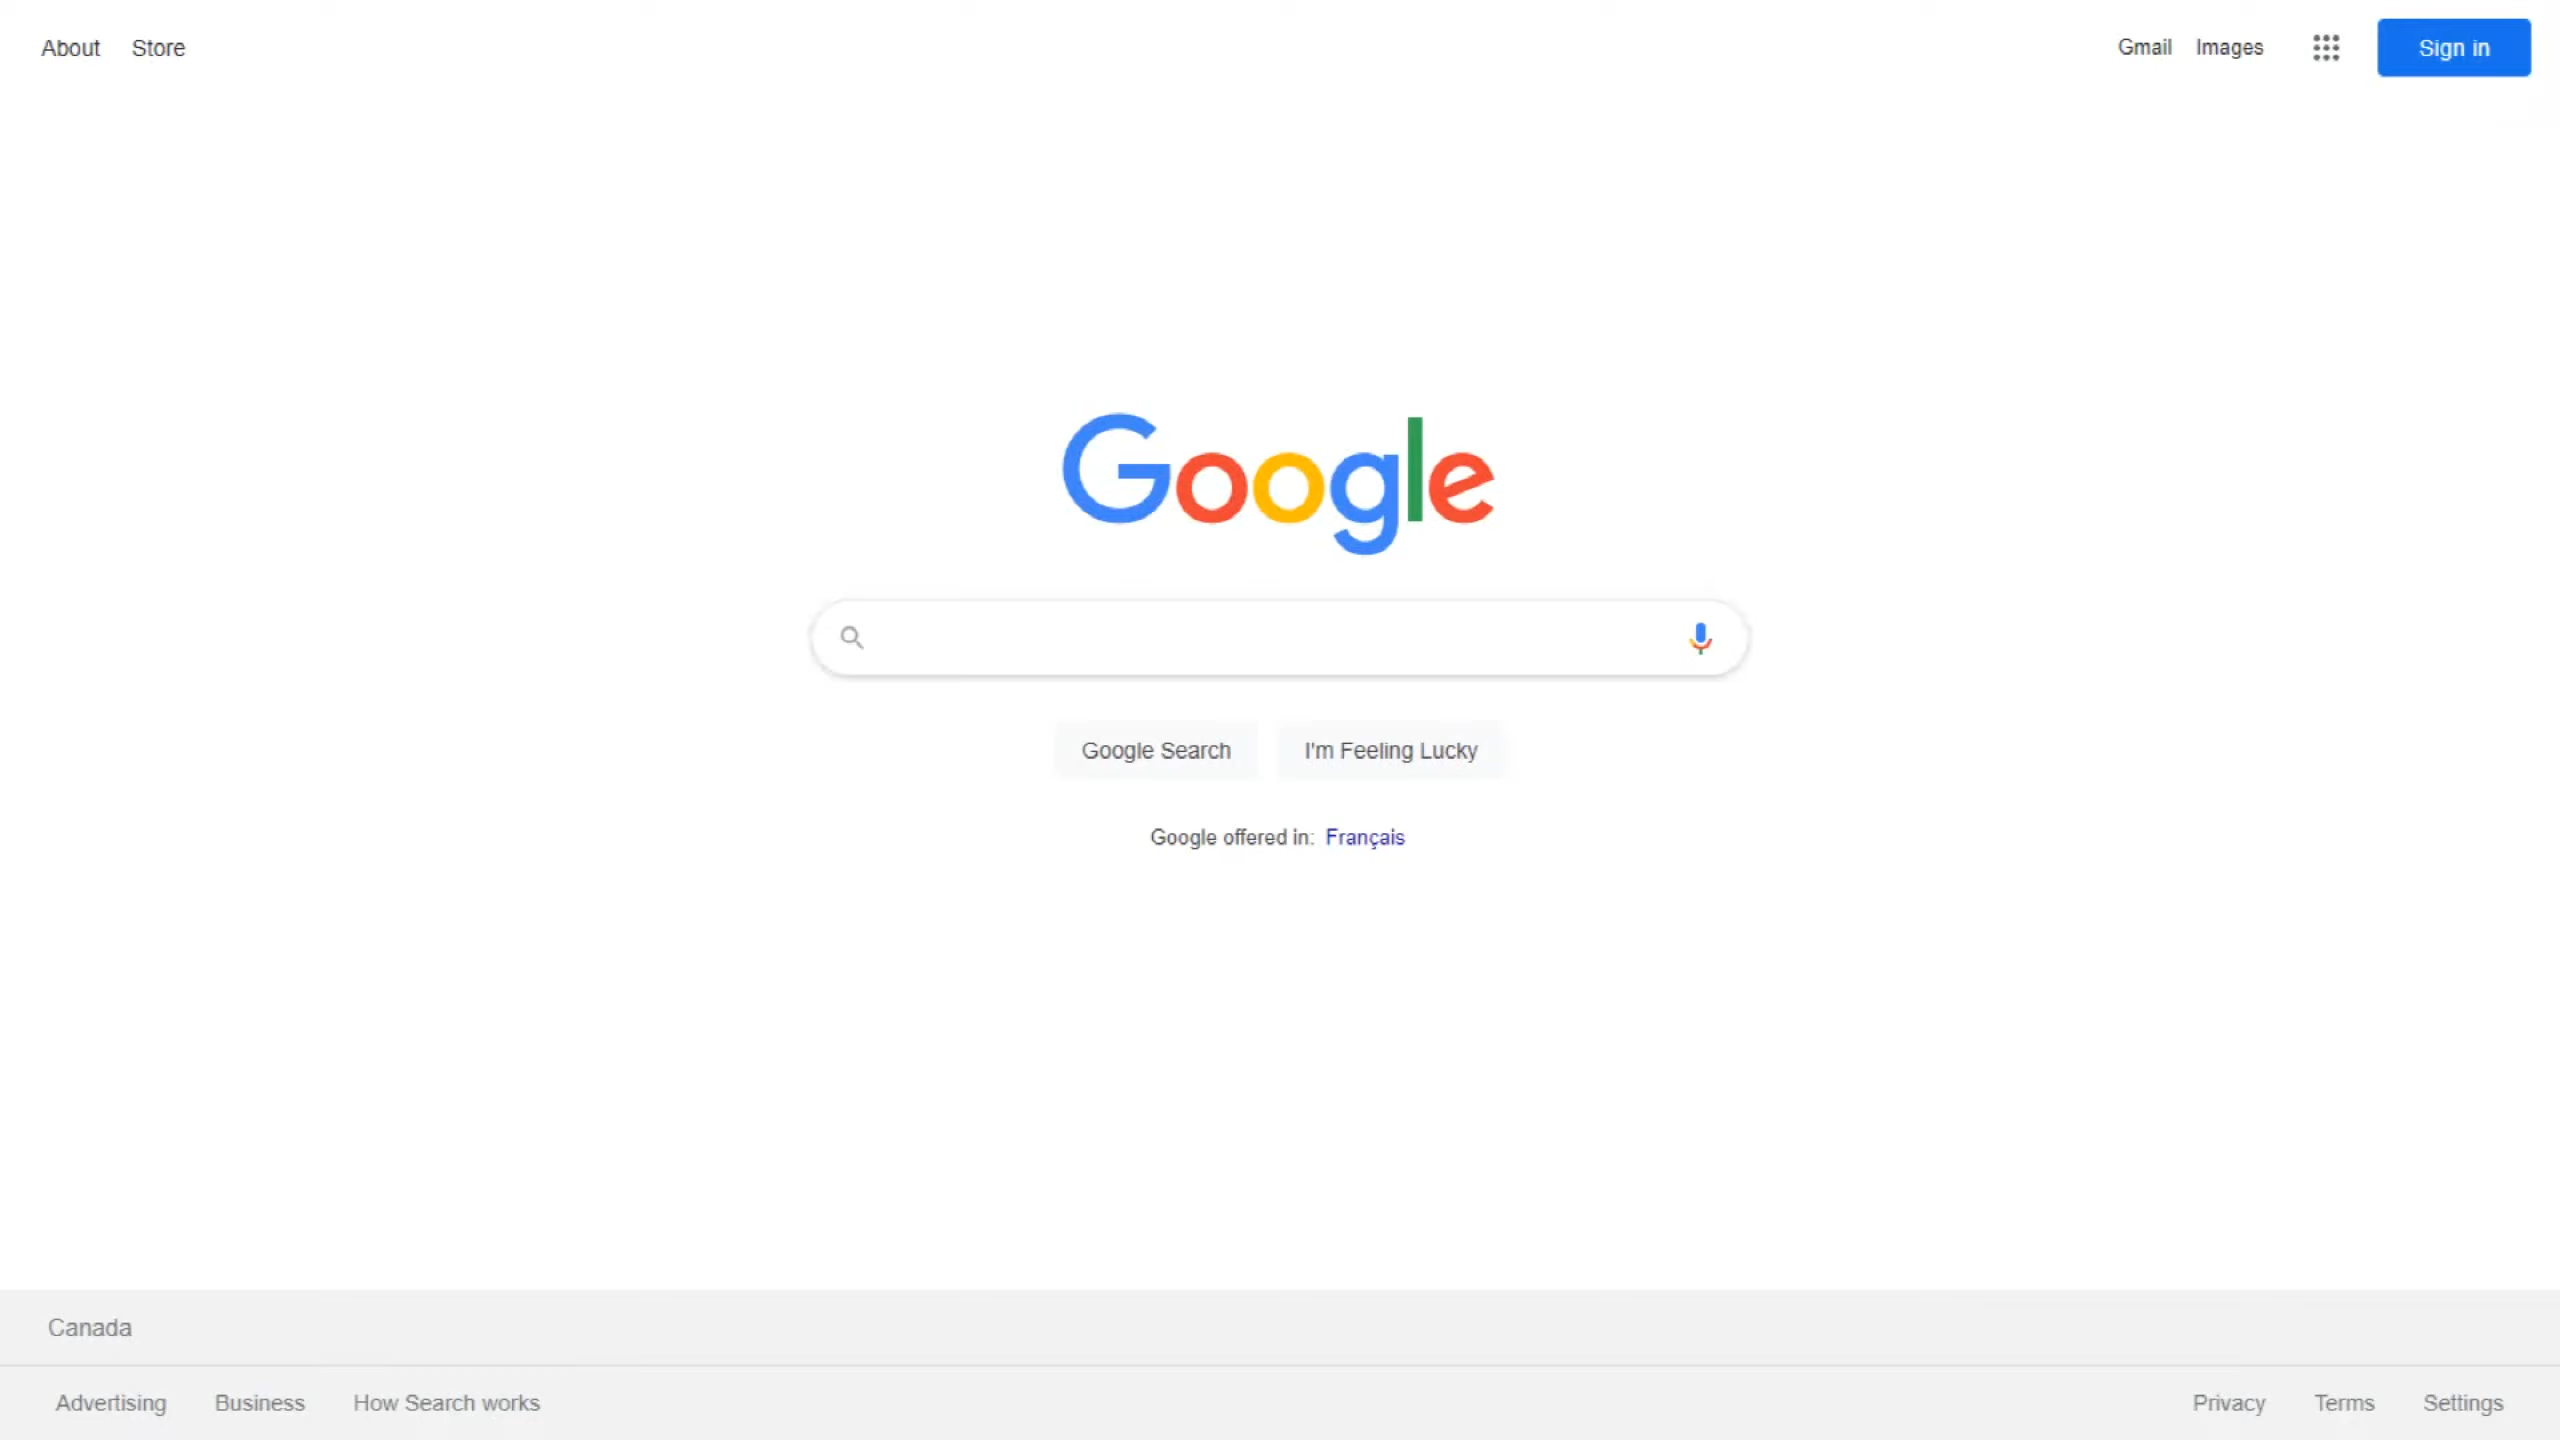 About Store Gmail Images Sign in
Google
Google Search I'm Feeling Lucky
Google offered in: Français
Canada
Advertising Business How Search works Privacy Terms Settings